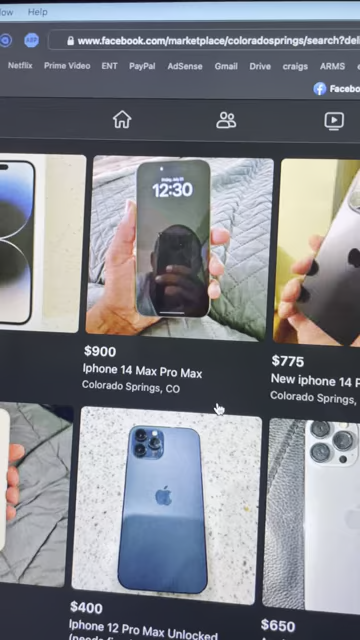 Help
www.facebook.com/marketplace/coloradosprings/search?deli
Netflix Prime Video ENT PayPal AdSense Gmail Drive craigs ARMS
Facebo
12:30
$900
Iphone 14 Max Pro Max
Colorado Springs, CO
$775
New iphone 14 P
Colorado Springs,
$400
Iphone 12 Pro Max Unlocked
$650